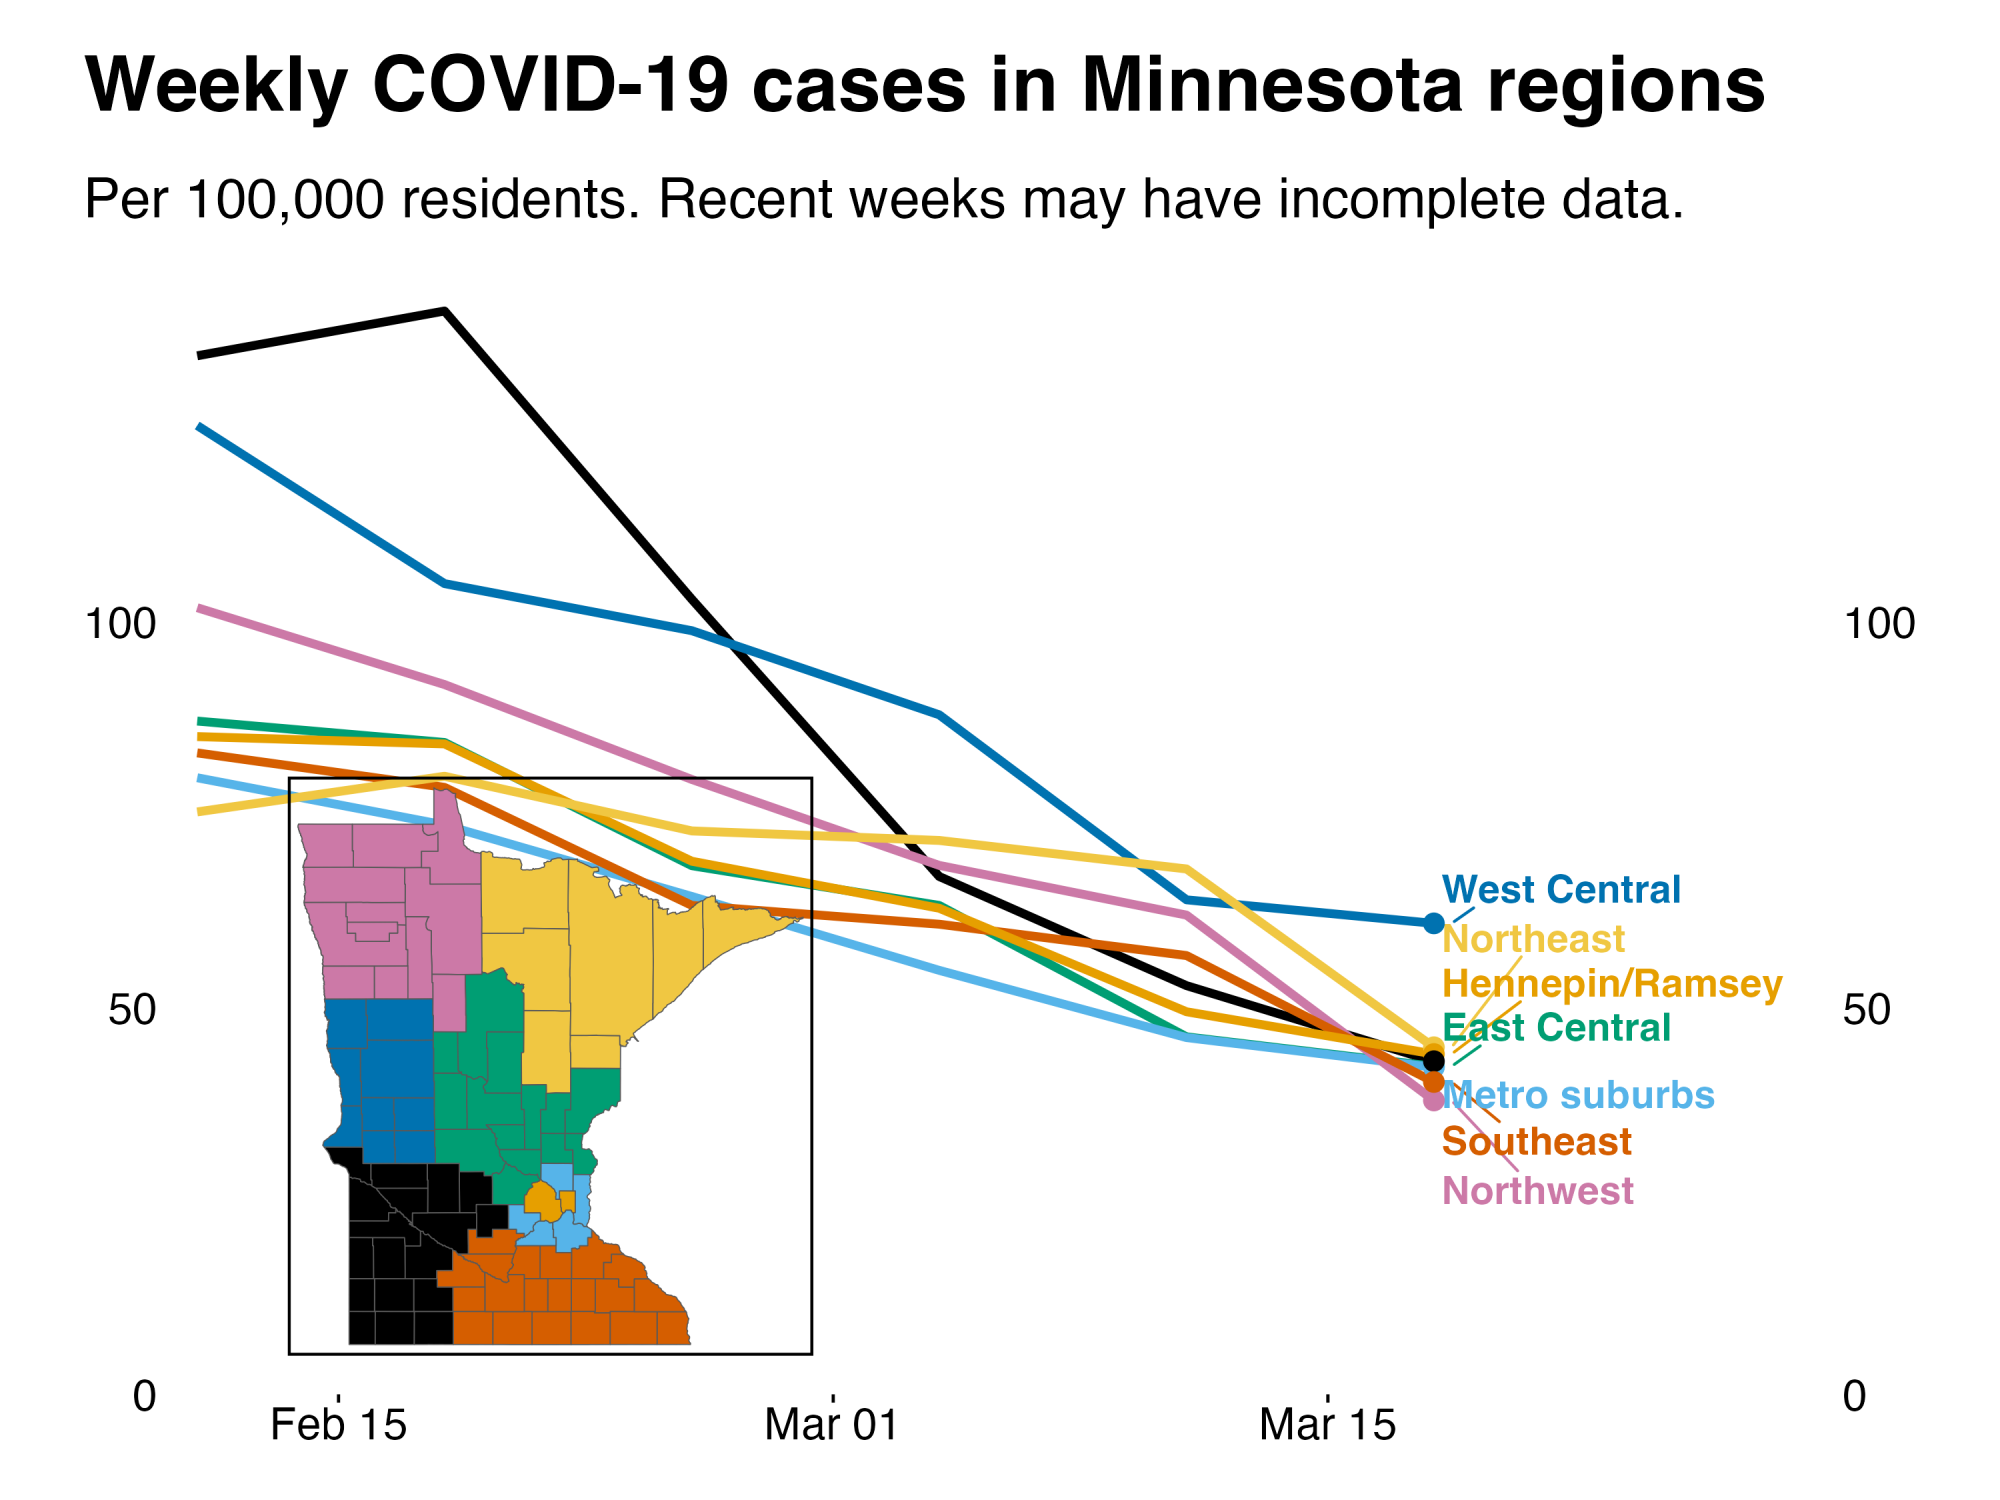 Weekly COVID-19 cases in Minnesota regions
Per 100,000 residents. Recent weeks may have incomplete data.
100
100
West Central
Northeast
Hennepin/Ramsey
50
50
East Central
Metro suburbs
Southeast
Northwest
0
0
Feb 15
Mar 01
Mar 15